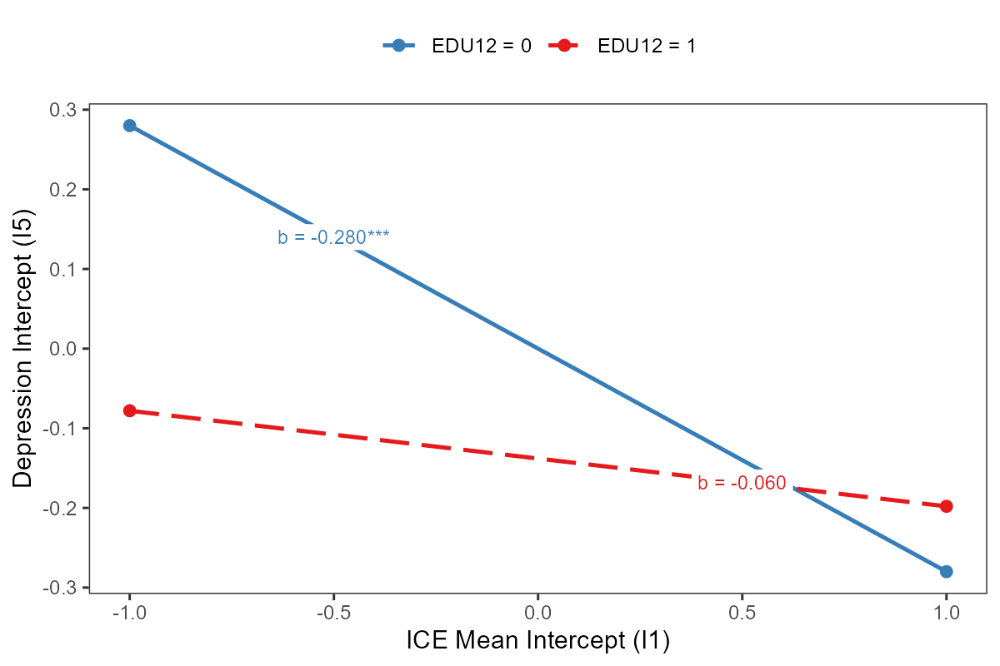 EDU12 = 0 EDU12 = 1
0.3
0.2
0.1
0.0
-0.1
-0.2
-0.3
Depression Intercept (I5)
b = -0.280***
b = -0.060
-1.0 -0.5 0.0 0.5 1.0
ICE Mean Intercept (I1)